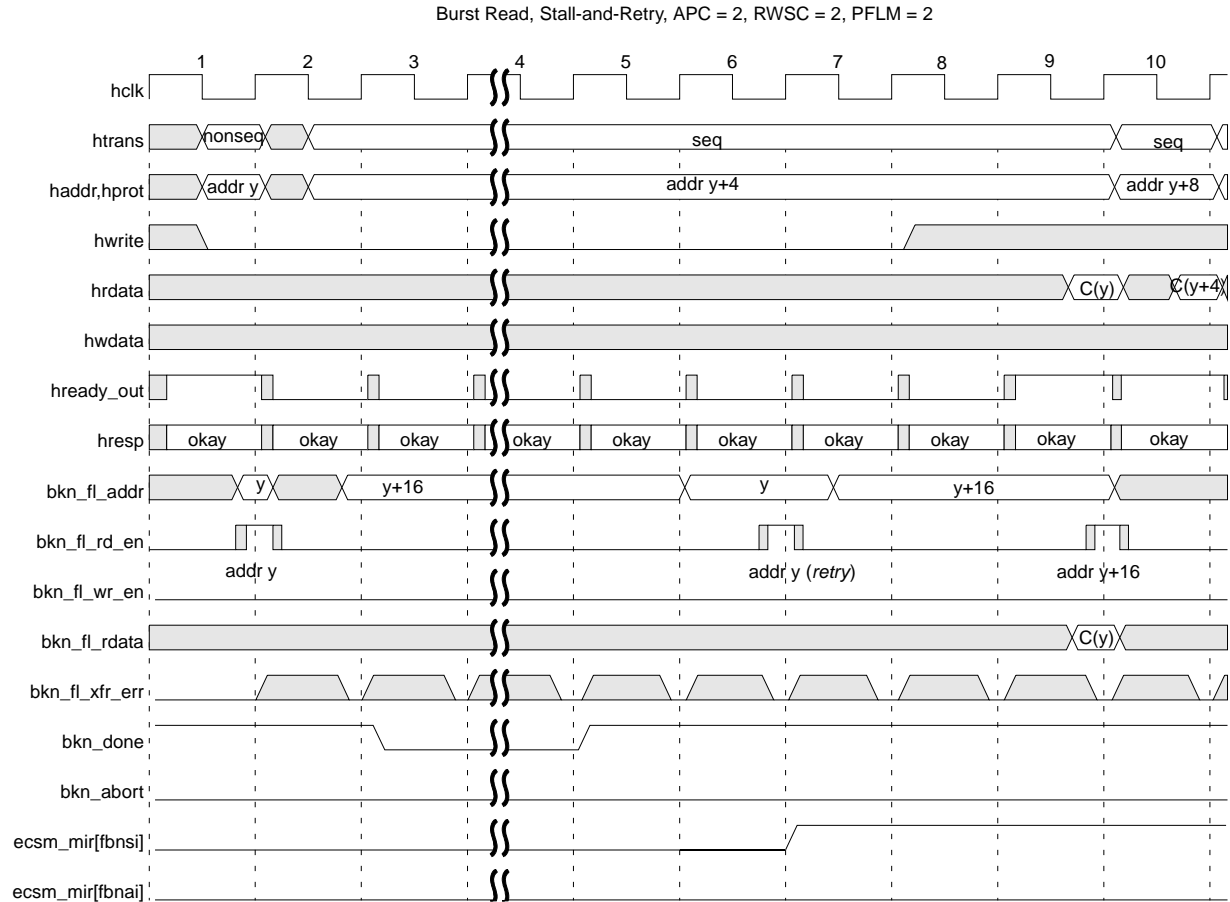 Burst Read, Stall-and-Retry, APC = 2, RWSC = 2, PFLM = 2
1 2 3 4 5 6 7 8 9 10
hclk
htrans nonseq seq seq
haddr,hprot addr y addr y+4 addr y+8
hwrite
hrdata C(y) C(y+4)
hwdata
hready_out
hresp okay okay okay okay okay okay okay okay okay okay
bkn_fl_addr y y+16 y y+16
bkn_fl_rd_en
addr y addr y (retry) addr y+16
bkn_fl_wr_en
bkn_fl_rdata C(y)
bkn_fl_xfr_err
bkn_done
bkn_abort
ecsm_mir[fbnsi]
ecsm_mir[fbnai]